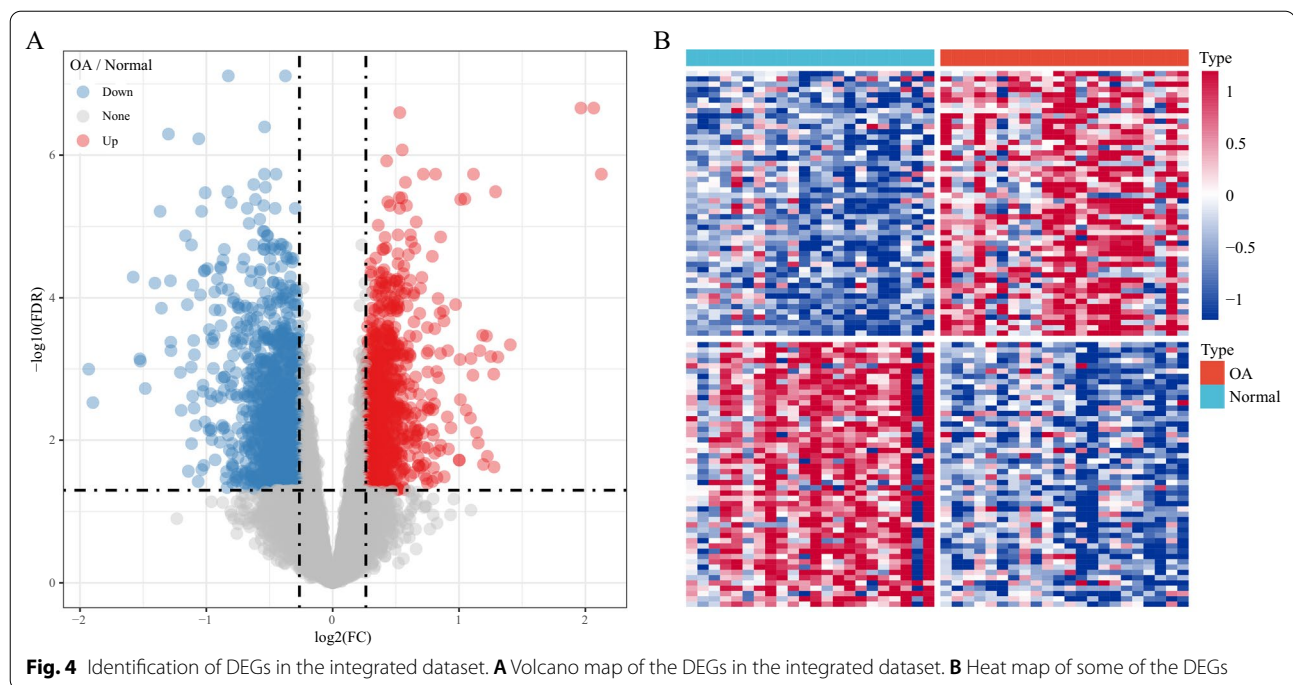 A
OA / Normal
Down
None
Up
−log10(FDR)
6
4
2
0
−2
−1
0
1
2
log2(FC)
B
Type
1
0.5
0
−0.5
−1
Type
OA
Normal
Fig. 4 Identification of DEGs in the integrated dataset. A Volcano map of the DEGs in the integrated dataset. B Heat map of some of the DEGs